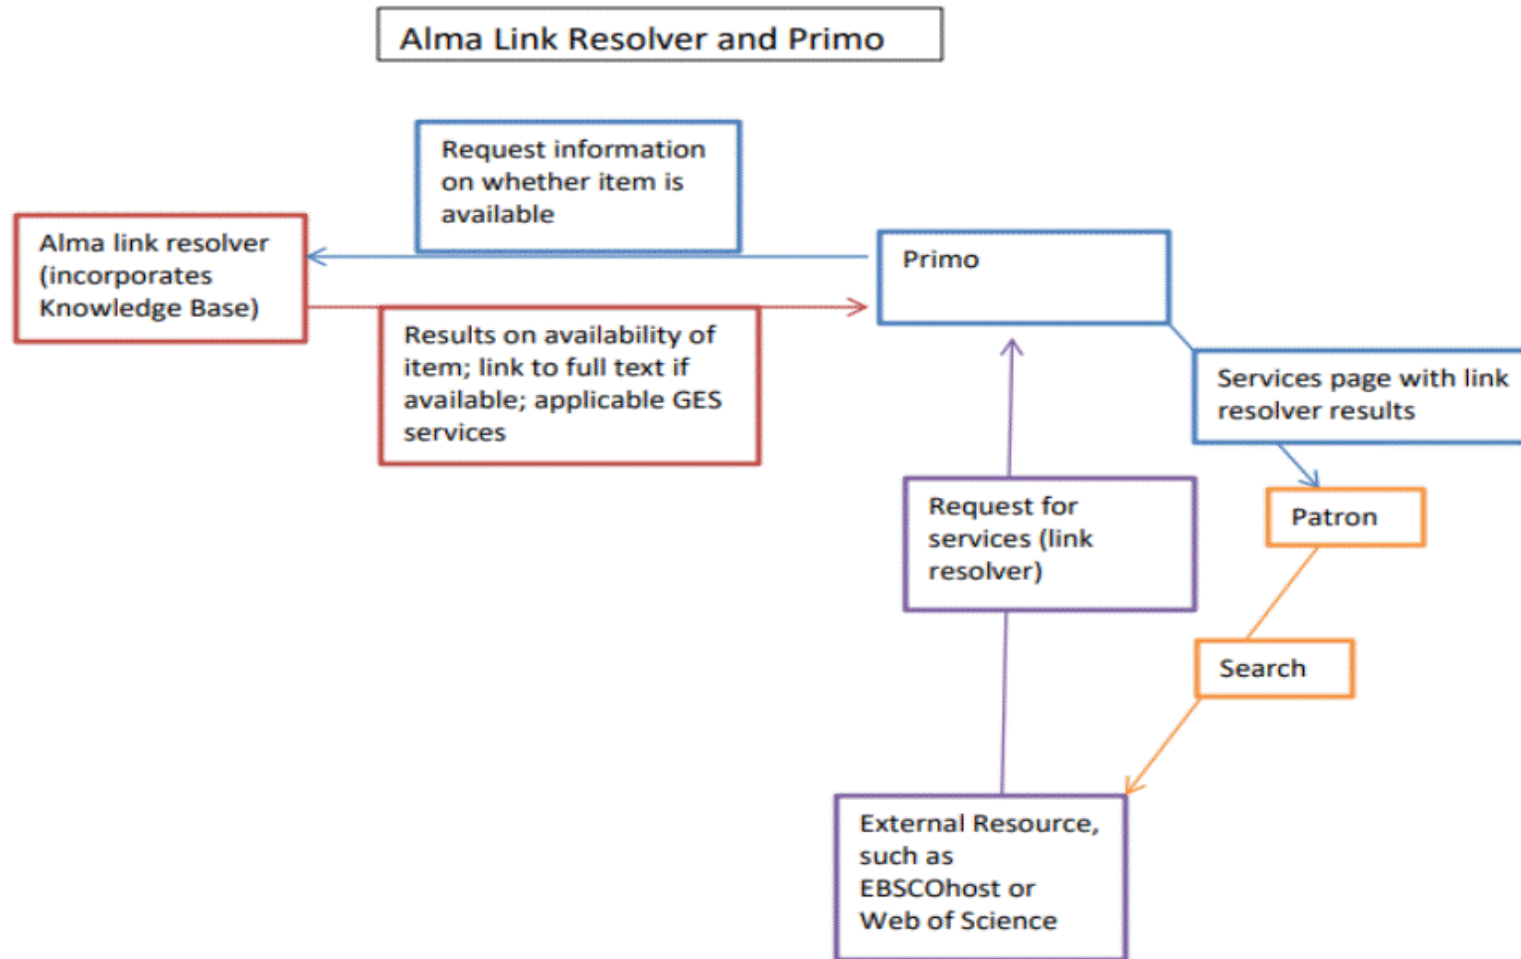 Alma Link Resolver and Primo
Request information
on whether item is
available
Alma link resolver
(incorporates
Knowledge Base)
Primo
Results on availability of
item; link to full text if
available; applicable GES
services
Services page with link
resolver results
Request for
services (link
resolver)
Patron
Search
External Resource,
such as
EBSCOhost or
Web of Science